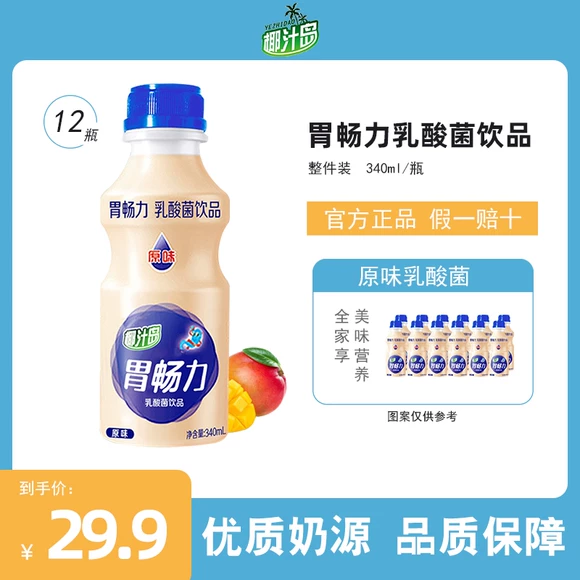 YEZHIDAO
椰汁岛
12瓶
胃畅力 乳酸菌饮品
原味
椰汁岛
胃畅力
乳酸菌饮品
原味
净含量:340mL
胃畅力乳酸菌饮品
整件装 340ml/瓶
官方正品 假一赔十
原味乳酸菌
全家享
美味营养
图案仅供参考
到手价:
¥29.9
优质奶源 品质保障